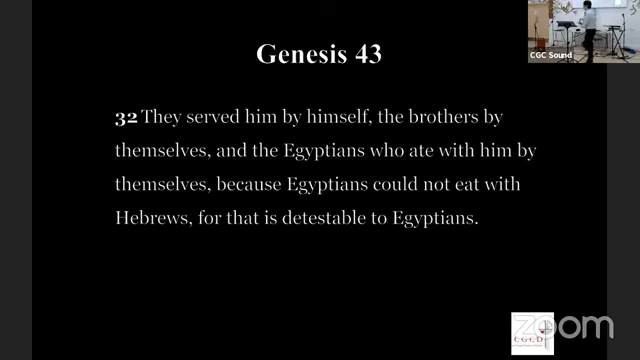 CGC Sound
Genesis 43
32 They served him by himself, the brothers by
themselves, and the Egyptians who ate with him by
themselves, because Egyptians could not eat with
Hebrews, for that is detestable to Egyptians.
CGCD
zoom